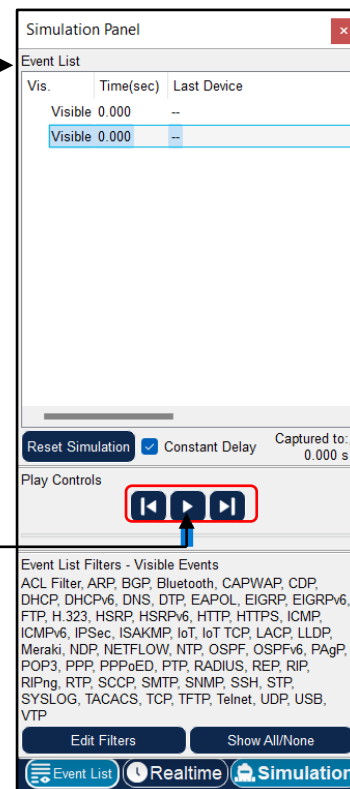 Simulation Panel
Event List
Vis. Time(sec) Last Device
Visible 0.000 --
Visible 0.000 --
Reset Simulation Constant Delay Captured to:
0.000 s
Play Controls
Event List Filters - Visible Events
ACL Filter, ARP, BGP, Bluetooth, CAPWAP, CDP,
DHCP, DHCPv6, DNS, DTP, EAPOL, EIGRP, EIGRPv6,
FTP, H.323, HSRP, HSRPv6, HTTP, HTTPS, ICMP,
ICMPv6, IPSec, ISAKMP, IoT, IoT TCP, LACP, LLDP,
Meraki, NDP, NETFLOW, NTP, OSPF, OSPFv6, PAgP,
POP3, PPP, PPPoED, PTP, RADIUS, REP, RIP,
RIPng, RTP, SCCP, SMTP, SNMP, SSH, STP,
SYSLOG, TACACS, TCP, TFTP, Telnet, UDP, USB,
VTP
Edit Filters Show All/None
Event List Realtime Simulation